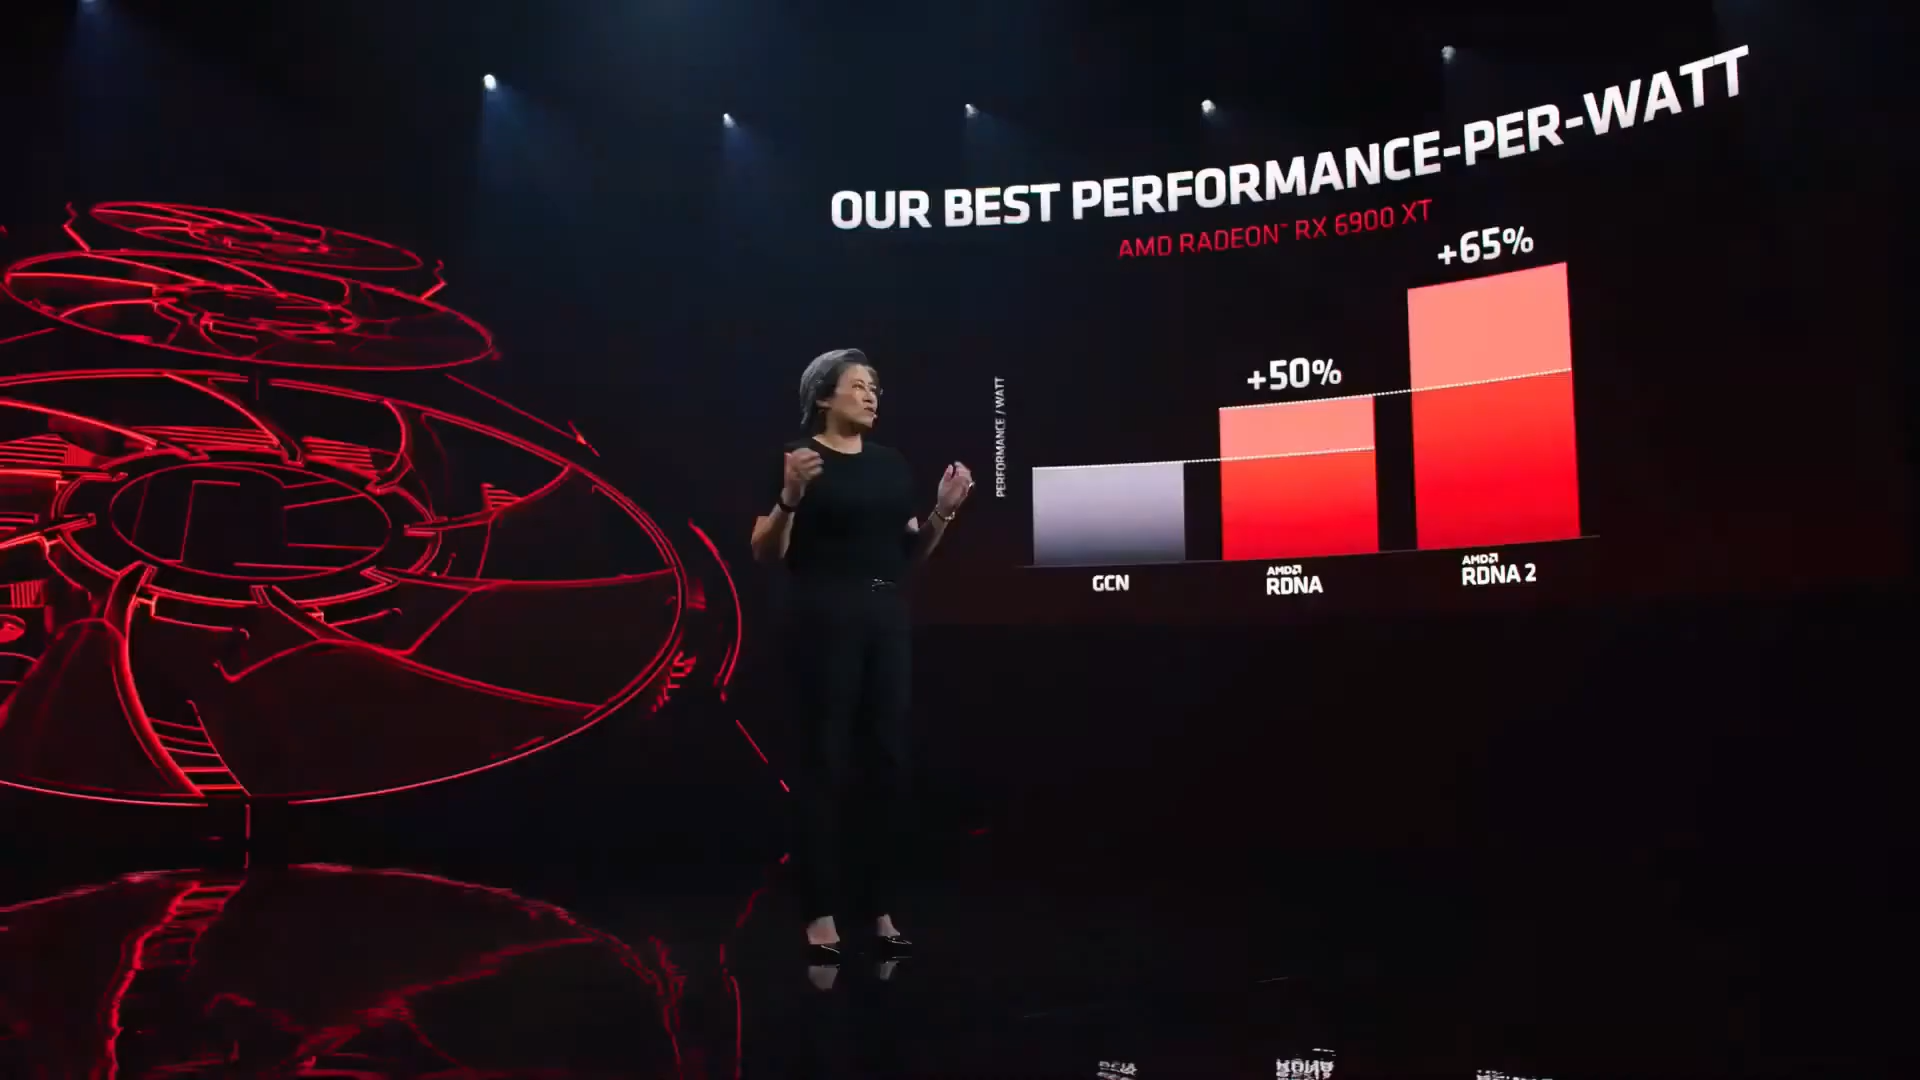 OUR BEST PERFORMANCE-PER-WATT
AMD RADEON™ RX 6900 XT
+65%
+50%
PERFORMANCE / WATT
GCN
AMD
RDNA
AMD
RDNA 2